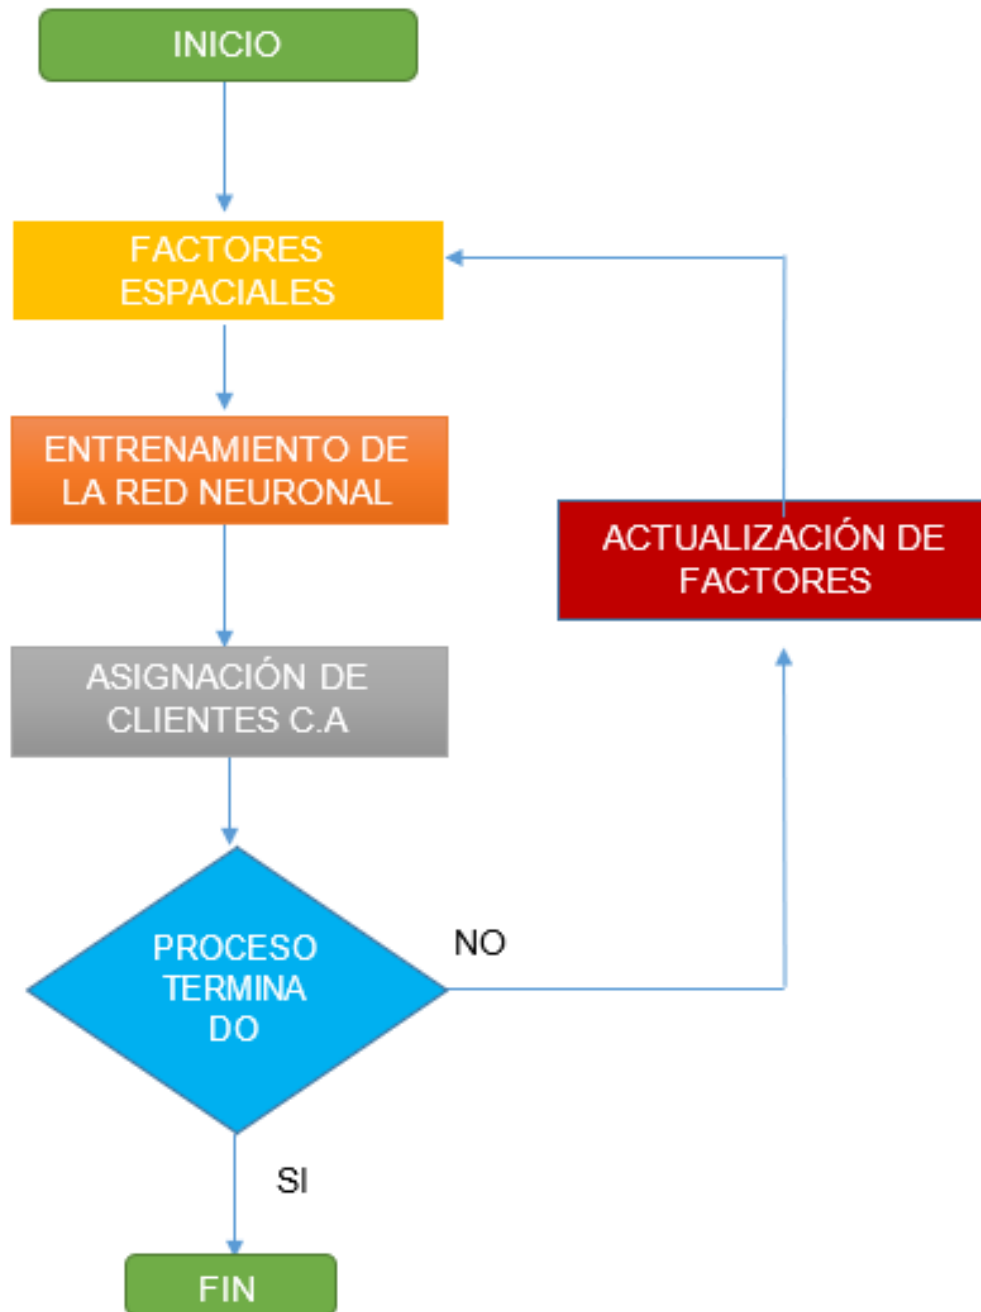 INICIO
FACTORES
ESPACIALES
ENTRENAMIENTO DE
LA RED NEURONAL
ACTUALIZACIÓN DE
FACTORES
ASIGNACIÓN DE
CLIENTES C.A
PROCESO
TERMINA
DO
NO
SI
FIN